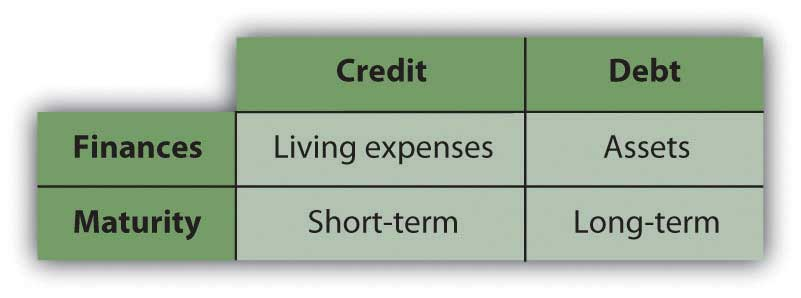 Credit Debt
Finances Living expenses Assets
Maturity Short-term Long-term